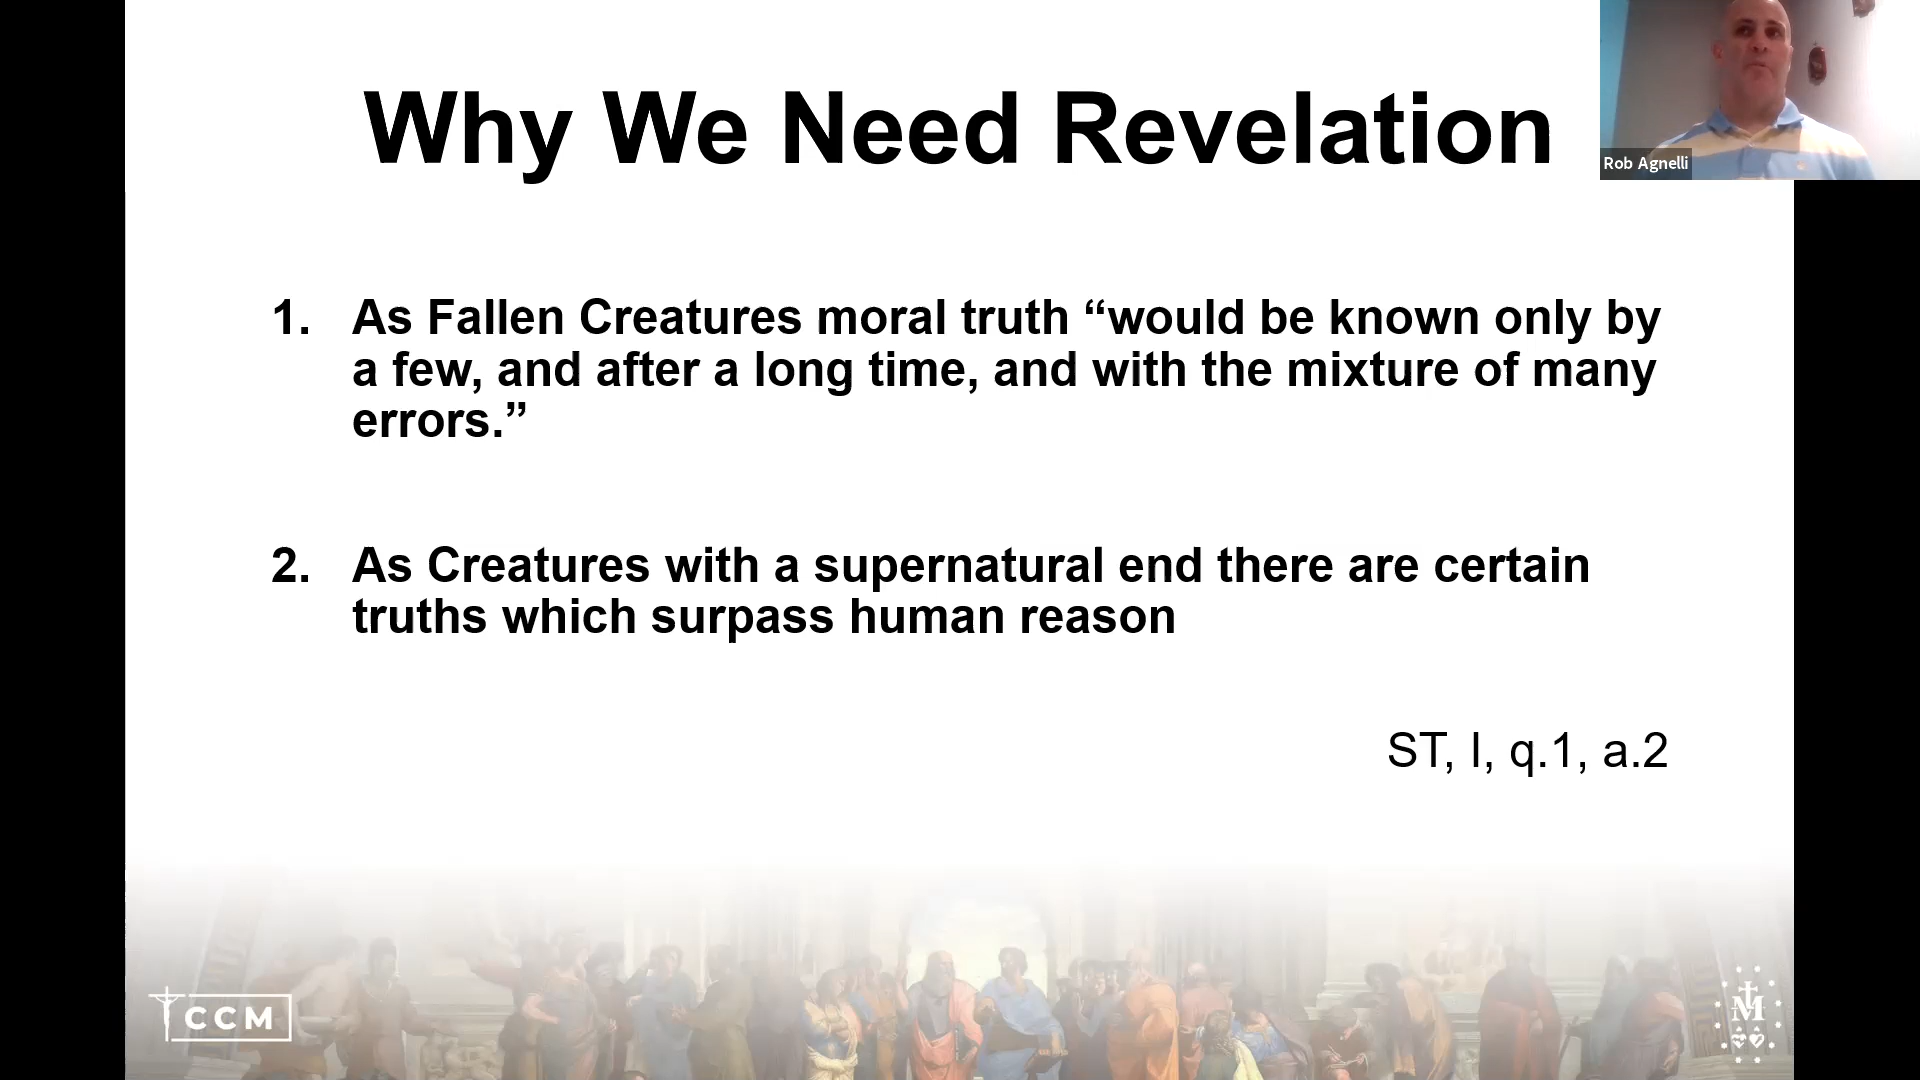 Why We Need Revelation
Rob Agnelli
1. As Fallen Creatures moral truth “would be known only by
a few, and after a long time, and with the mixture of many
errors.”
2. As Creatures with a supernatural end there are certain
truths which surpass human reason
ST, I, q.1, a.2
CCM
M